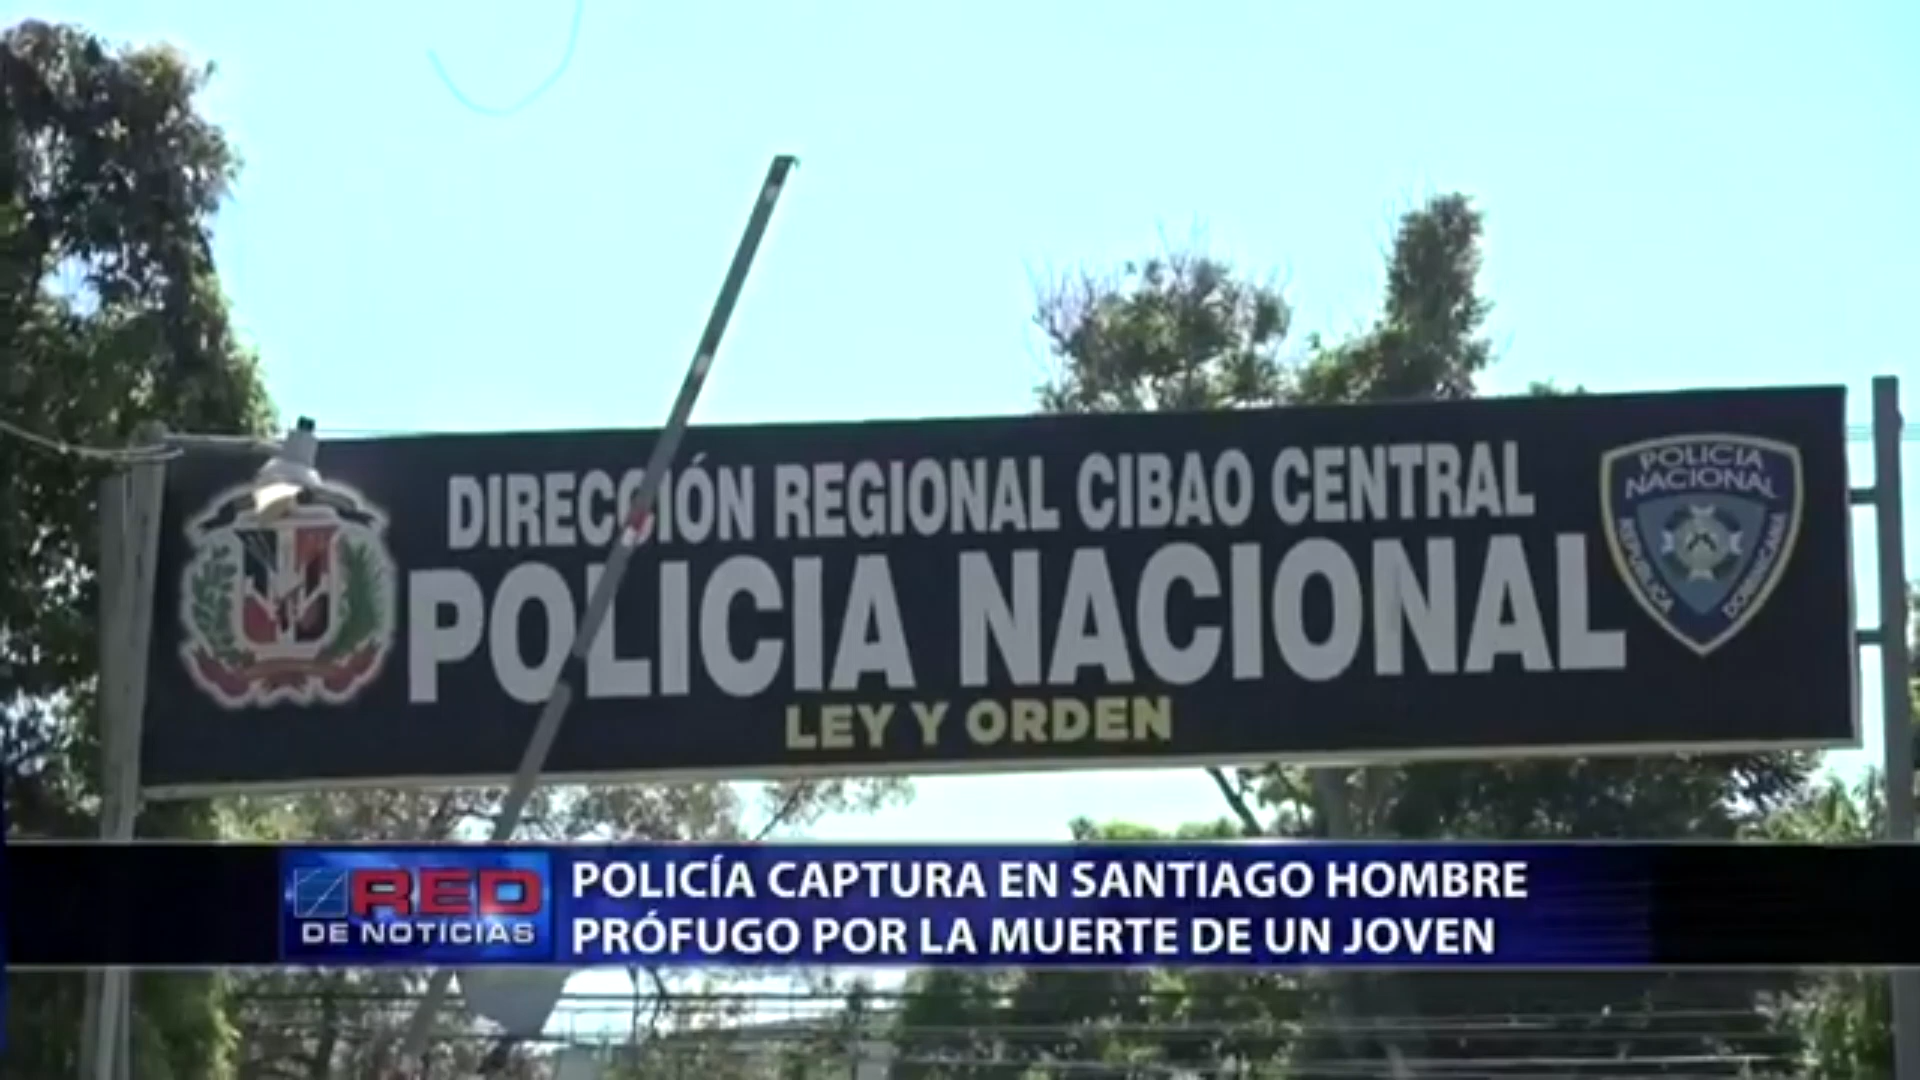 DIRECCIÓN REGIONAL CIBAO CENTRAL
POLICIA NACIONAL
LEY Y ORDEN
POLICIA
NACIONAL
REPUBLICA
DOMINICANA
RED
DE NOTICIAS
POLICÍA CAPTURA EN SANTIAGO HOMBRE
PRÓFUGO POR LA MUERTE DE UN JOVEN